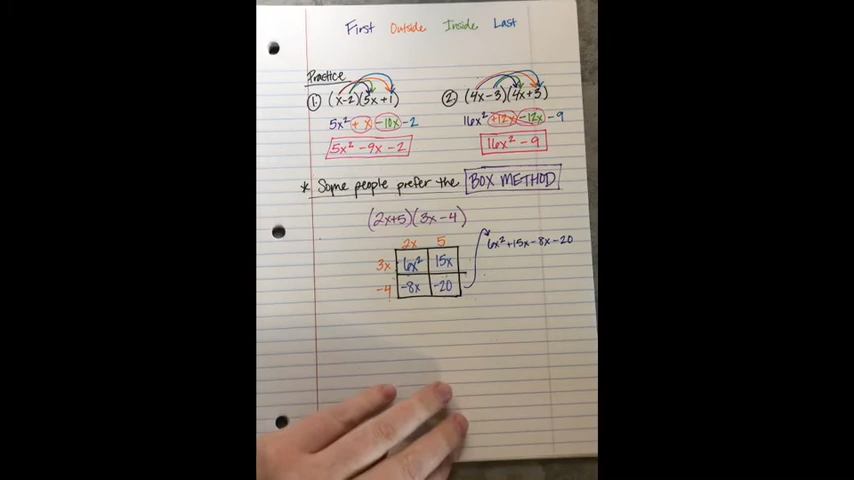 First Outside Inside Last
Practice
1. (x-2)(5x+1)
5x² + x -10x -2
5x² -9x -2
2. (4x-3)(4x+3)
16x² +12x -12x -9
16x² -9
* Some people prefer the BOX METHOD
(2x+5)(3x-4)
2x 5
3x 6x² 15x
-4 -8x -20
6x²+15x-8x-20